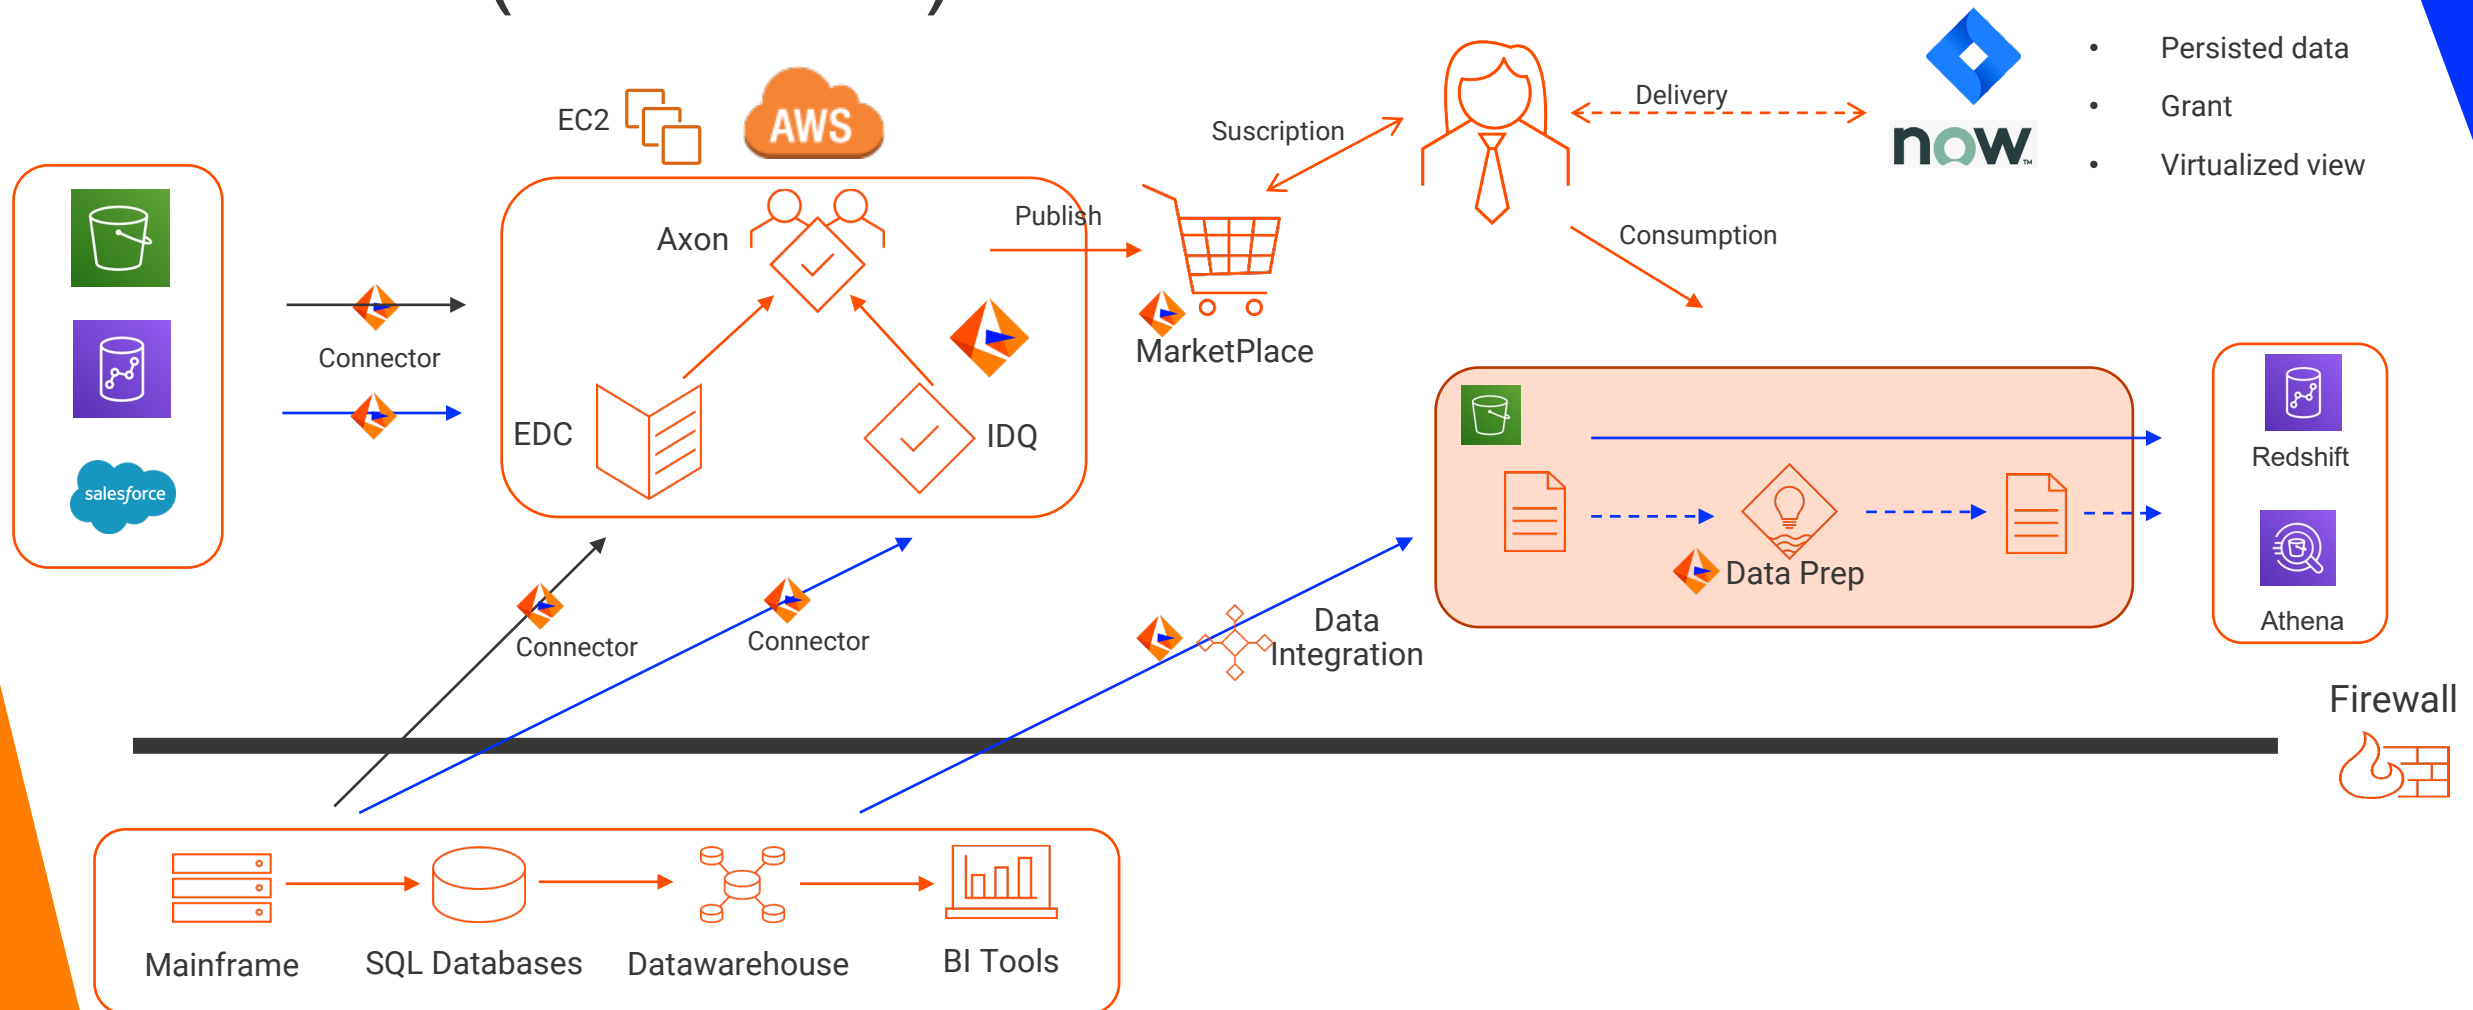 EC2
AWS
Suscription
Delivery
now
TM
• Persisted data
• Grant
• Virtualized view
Axon
Publish
Consumption
Connector
MarketPlace
EDC
IDQ
salesforce
Redshift
Data Prep
Athena
Connector
Connector
Data
Integration
Firewall
Mainframe
SQL Databases
Datawarehouse
BI Tools